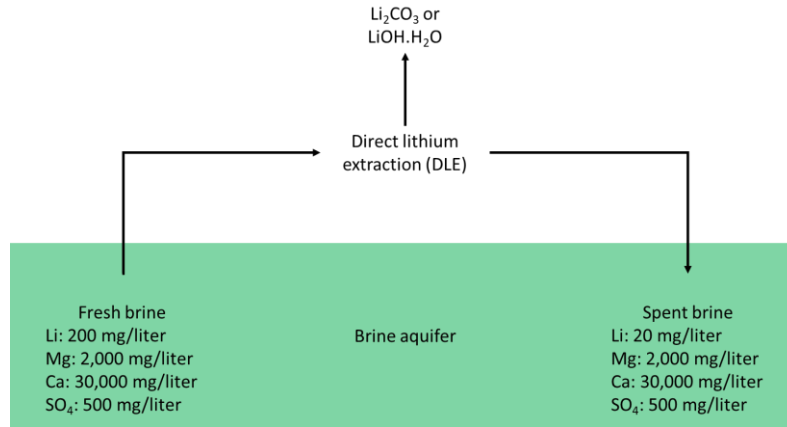 Li₂CO₃ or
LiOH.H₂O
Direct lithium
extraction (DLE)
Fresh brine
Li: 200 mg/liter
Mg: 2,000 mg/liter
Ca: 30,000 mg/liter
SO₄: 500 mg/liter
Brine aquifer
Spent brine
Li: 20 mg/liter
Mg: 2,000 mg/liter
Ca: 30,000 mg/liter
SO₄: 500 mg/liter